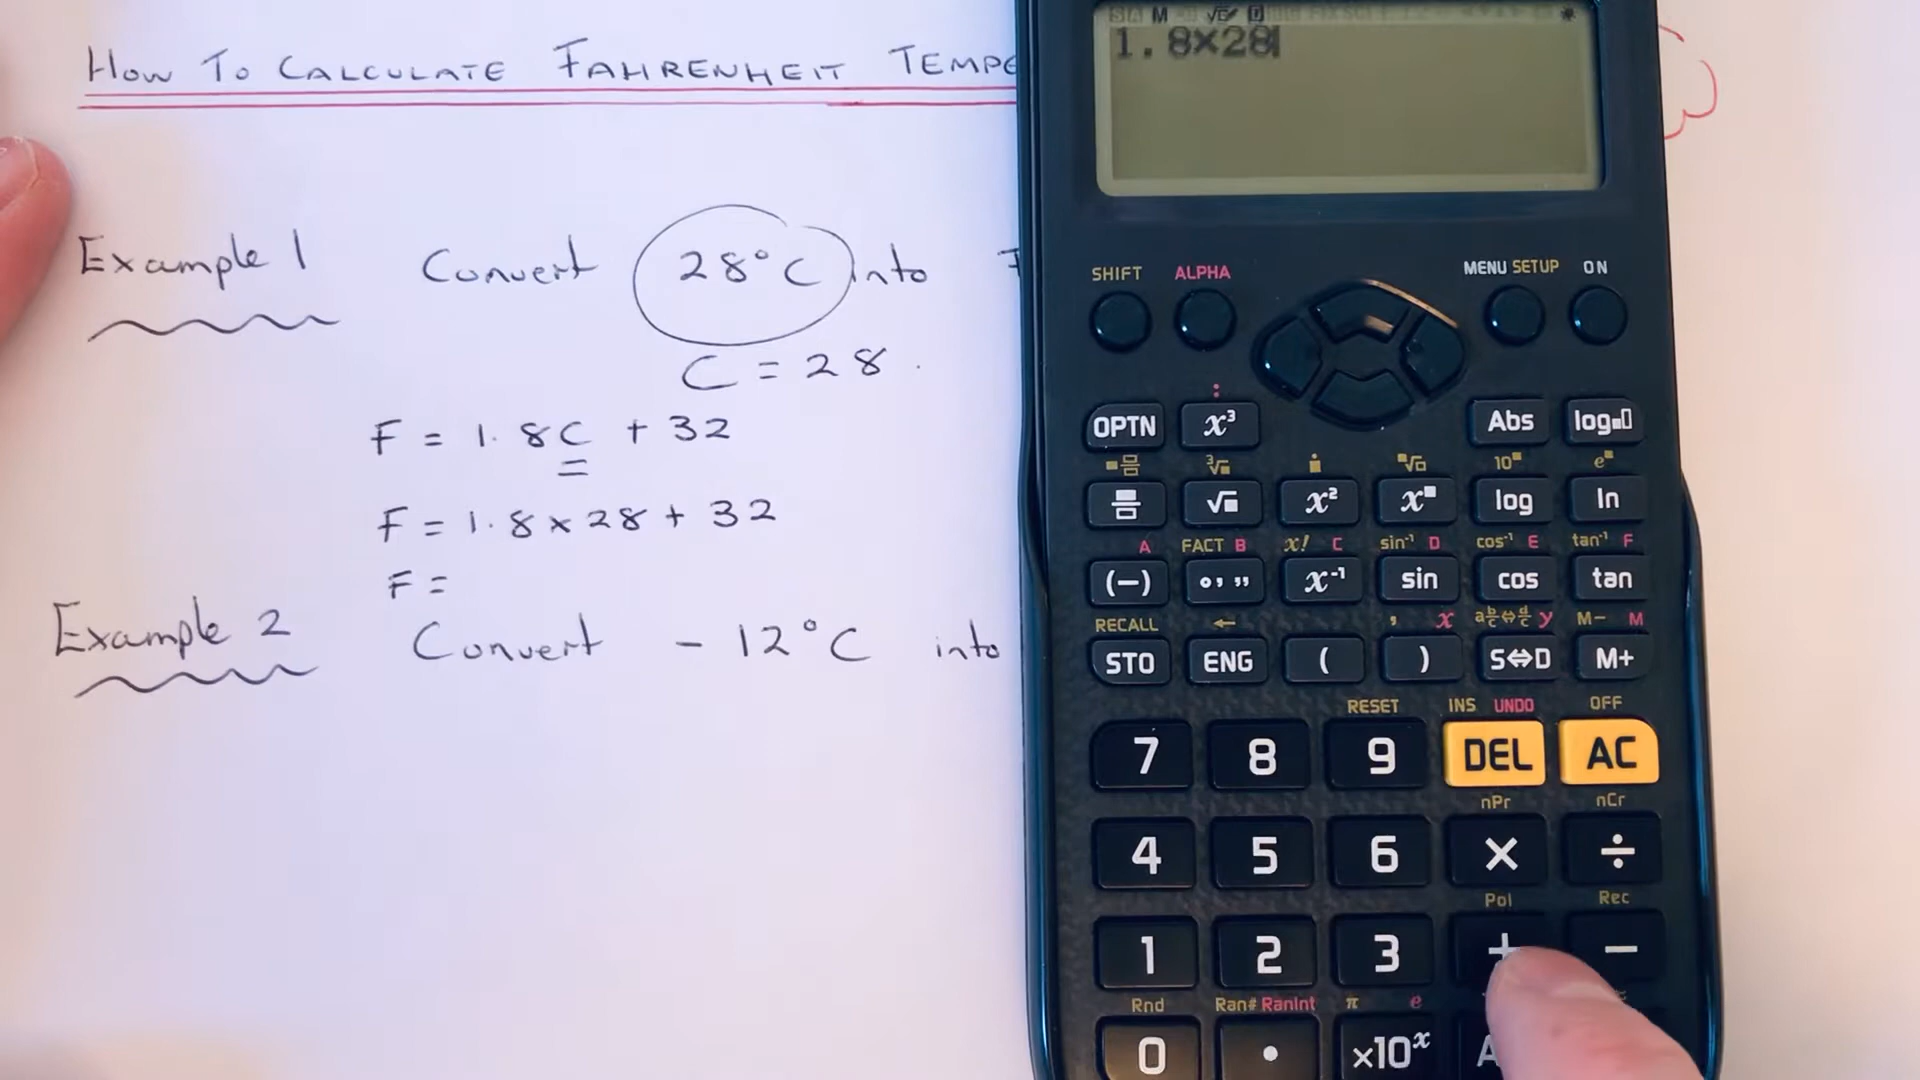 HOW TO CALCULATE FAHRENHEIT
Example 1 Convert 28°C into
C = 28
F = 1.8C + 32
F = 1.8 × 28 + 32
F =
Example 2 Convert - 12°C into
1.8×28
SHIFT ALPHA MENU SETUP ON
:
OPTN x³ Abs log▪▯
▪▤ ³√▪ ▪ ▪√▯ 10▪ e▪
√▪ x² x▪ log ln
A FACT B x! C sin⁻¹ D cos⁻¹ E tan⁻¹ F
(−) °’” x⁻¹ sin cos tan
RECALL ← , x a b/c⇔d/c y M− M
STO ENG ( ) S⇔D M+
RESET INS UNDO OFF
7 8 9 DEL AC
nPr nCr
4 5 6 × ÷
Pol Rec
1 2 3 + −
Rnd Ran# RanInt π e
0 • ×10ˣ